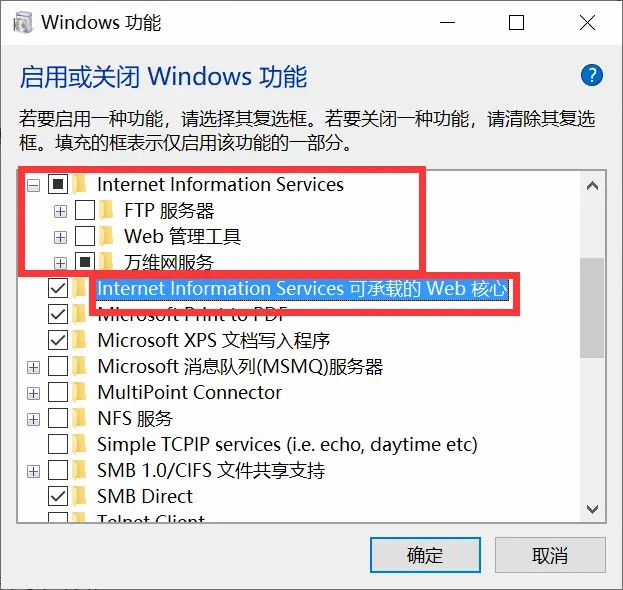 Windows 功能
启用或关闭 Windows 功能
若要启用一种功能，请选择其复选框。若要关闭一种功能，请清除其复选
框。填充的框表示仅启用该功能的一部分。
Internet Information Services
FTP 服务器
Web 管理工具
万维网服务
Internet Information Services 可承载的 Web 核心
Microsoft Print to PDF
Microsoft XPS 文档写入程序
Microsoft 消息队列(MSMQ)服务器
MultiPoint Connector
NFS 服务
Simple TCPIP services (i.e. echo, daytime etc)
SMB 1.0/CIFS 文件共享支持
SMB Direct
Telnet Client
确定
取消